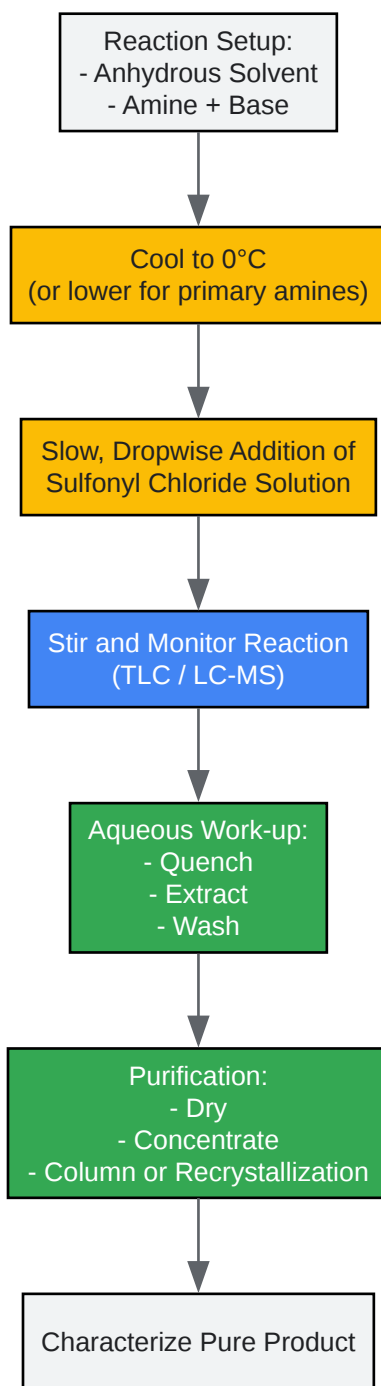 Reaction Setup:
- Anhydrous Solvent
- Amine + Base
Cool to 0°C
(or lower for primary amines)
Slow, Dropwise Addition of
Sulfonyl Chloride Solution
Stir and Monitor Reaction
(TLC / LC-MS)
Aqueous Work-up:
- Quench
- Extract
- Wash
Purification:
- Dry
- Concentrate
- Column or Recrystallization
Characterize Pure Product